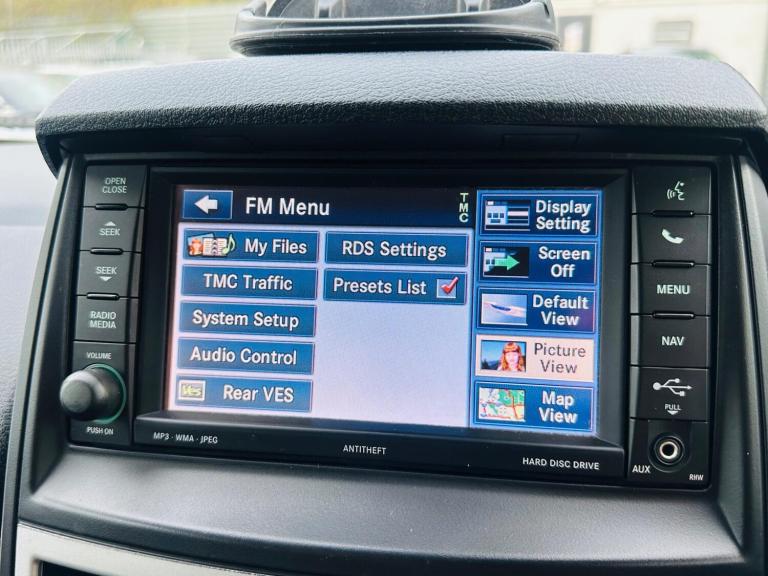 OPEN
CLOSE
SEEK
SEEK
RADIO
MEDIA
VOLUME
PUSH·ON
FM Menu
TMC
My Files
RDS Settings
TMC Traffic
Presets List
System Setup
Audio Control
Ves
Rear VES
Display
Setting
Screen
Off
Default
View
Picture
View
Map
View
MENU
NAV
PULL
AUX
RHW
MP3 · WMA · JPEG
ANTITHEFT
HARD DISC DRIVE